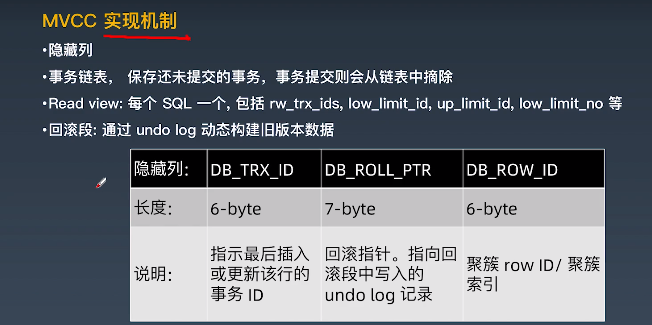 MVCC 实现机制
•隐藏列
•事务链表， 保存还未提交的事务，事务提交则会从链表中摘除
•Read view: 每个 SQL 一个, 包括 rw_trx_ids, low_limit_id, up_limit_id, low_limit_no 等
•回滚段: 通过 undo log 动态构建旧版本数据
隐藏列： DB_TRX_ID DB_ROLL_PTR DB_ROW_ID
长度： 6-byte 7-byte 6-byte
说明：
指示最后插入
或更新该行的
事务 ID
回滚指针。指向回
滚段中写入的
undo log 记录
聚簇 row ID/ 聚簇
索引